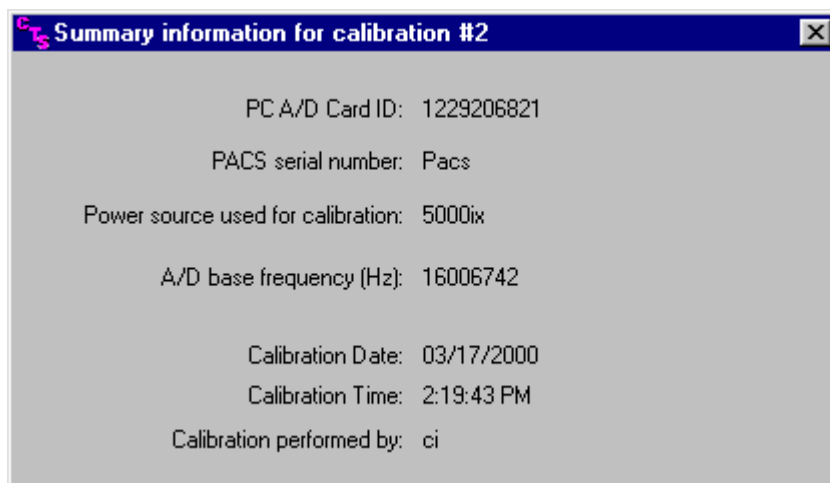 CTS Summary information for calibration #2
PC A/D Card ID: 1229206821
PACS serial number: Pacs
Power source used for calibration: 5000ix
A/D base frequency (Hz): 16006742
Calibration Date: 03/17/2000
Calibration Time: 2:19:43 PM
Calibration performed by: ci